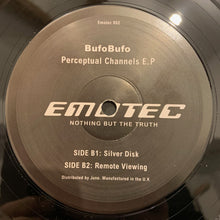 Emotec 002
BufoBufo
Perceptual Channels E.P
EMOTEC
NOTHING BUT THE TRUTH
SIDE B1: Silver Disk
SIDE B2: Remote Viewing
Distributed by Juno. Manufactured in the U K